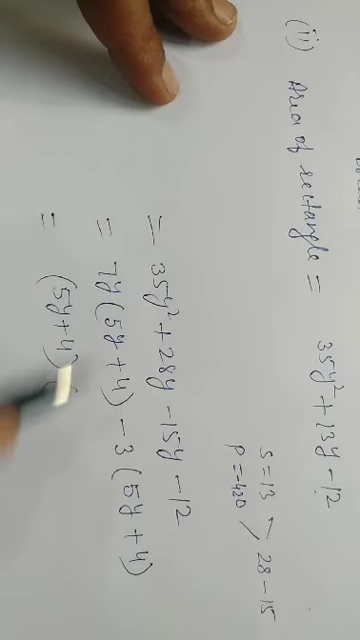 (ii) Area of rectangle = 35y² + 13y - 12
S = 13
P = -420 > 28 - 15
= 35y² + 28y - 15y - 12
= 7y (5y + 4) - 3 (5y + 4)
= (5y + 4) (